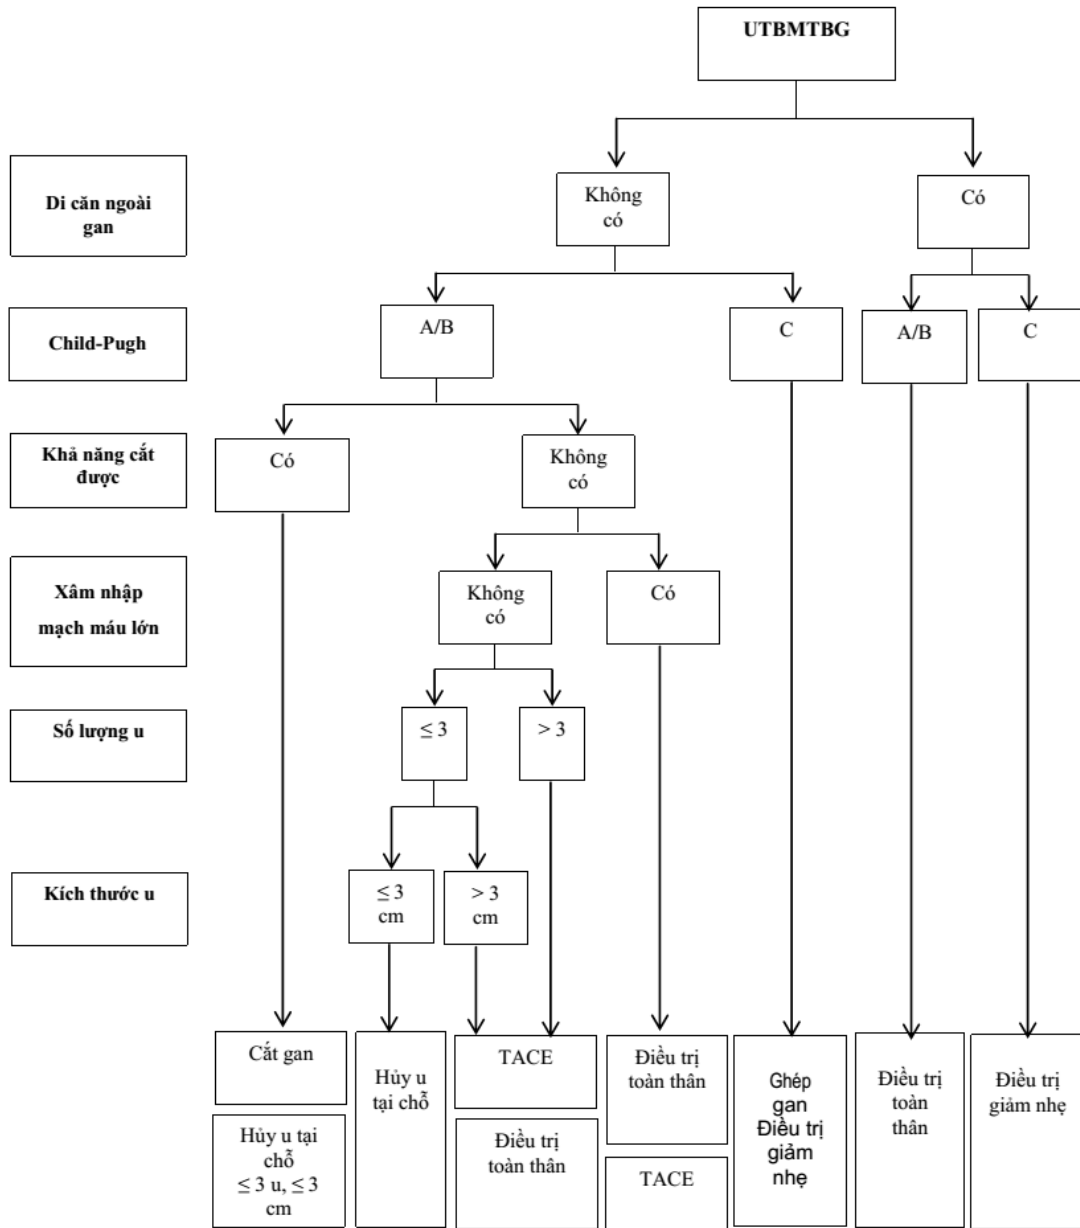 UTBMTBG
Di căn ngoài
gan
Không
có
Có
Child-Pugh
A/B
C
A/B
C
Khả năng cắt
được
Có
Không
có
Xâm nhập
mạch máu lớn
Không
có
Có
Số lượng u
≤ 3
> 3
Kích thước u
≤ 3
cm
> 3
cm
Cắt gan
Hủy u tại
chỗ
≤ 3 u, ≤ 3
cm
Hủy u
tại chỗ
TACE
Điều trị
toàn thân
Điều trị
toàn thân
TACE
Ghép
gan
Điều trị
giảm
nhẹ
Điều trị
toàn
thân
Điều trị
giảm nhẹ